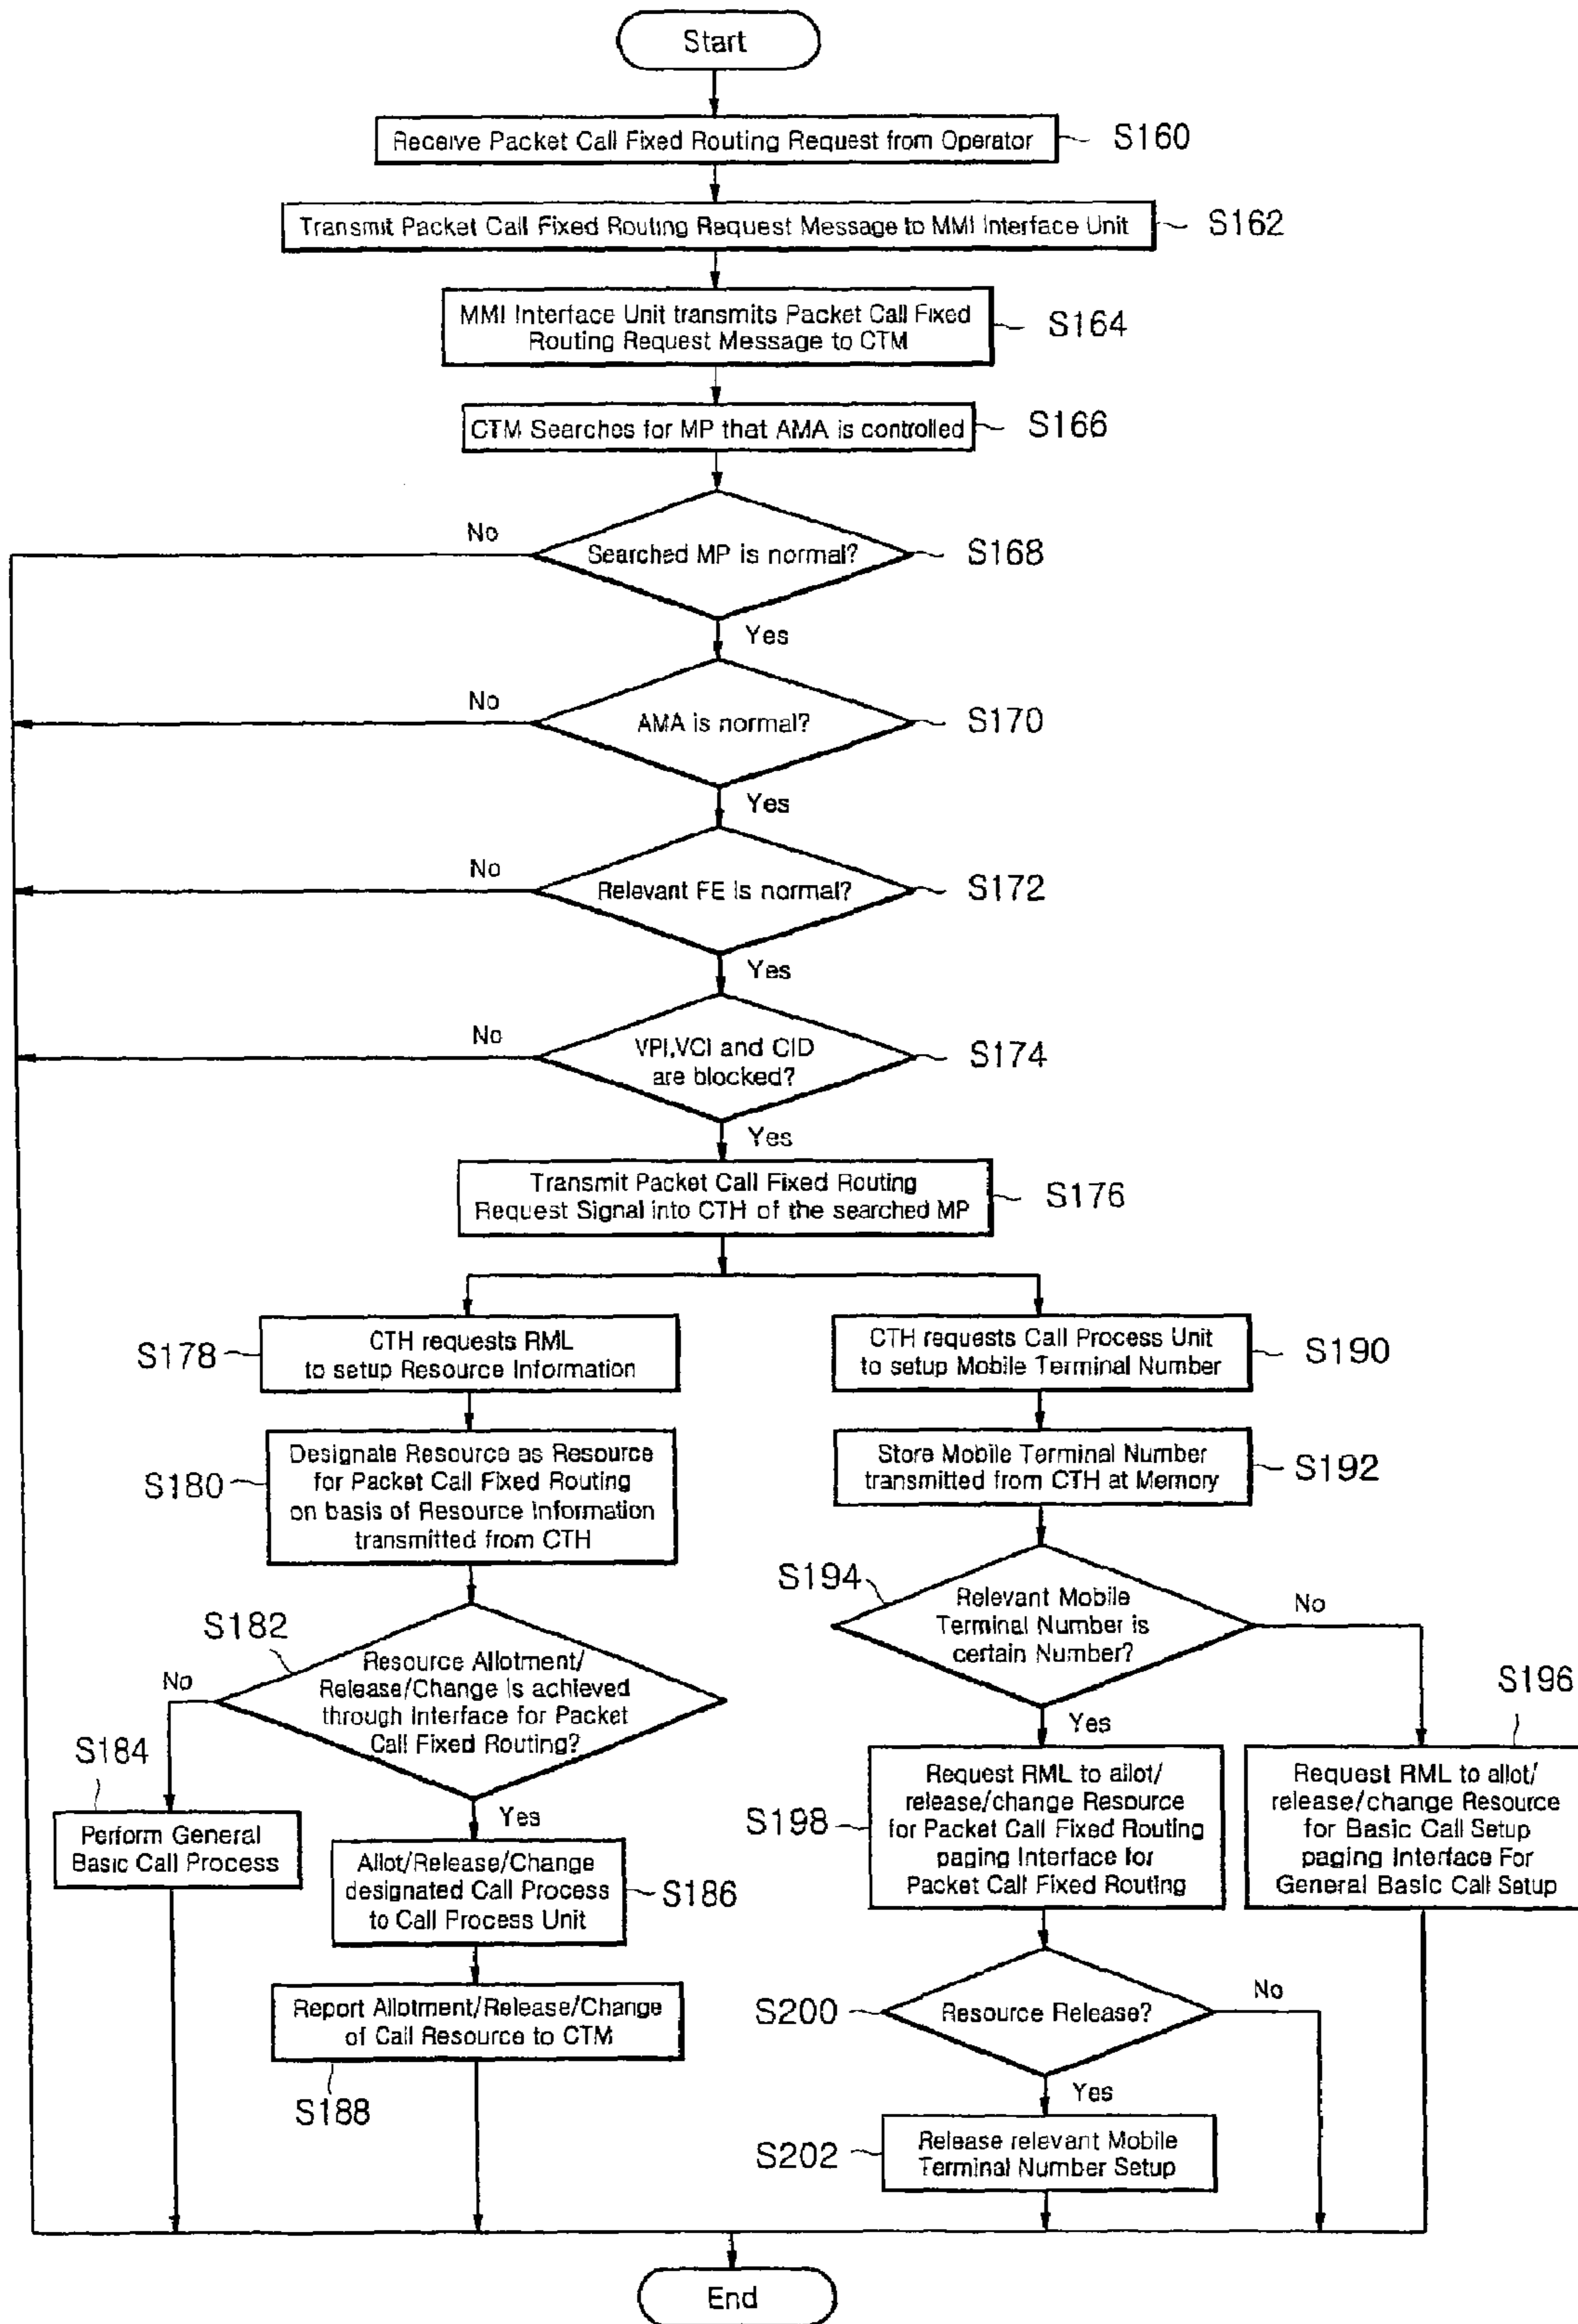 Start
Receive Packet Call Fixed Routing Request from Operator
S160
Transmit Packet Call Fixed Routing Request Message to MMI Interface Unit
S162
MMI Interface Unit transmits Packet Call Fixed
Routing Request Message to CTM
S164
CTM Searches for MP that AMA is controlled
S166
No
Searched MP is normal?
S168
Yes
No
AMA is normal?
S170
Yes
No
Relevant FE is normal?
S172
Yes
No
VPI,VCI and CID
are blocked?
S174
Yes
Transmit Packet Call Fixed Routing
Request Signal into CTH of the searched MP
S176
S178
CTH requests RML
to setup Resource Information
CTH requests Call Process Unit
to setup Mobile Terminal Number
S190
S180
Designate Resource as Resource
for Packet Call Fixed Routing
on basis of Resource Information
transmitted from CTH
Store Mobile Terminal Number
transmitted from CTH at Memory
S192
S194
Relevant Mobile
Terminal Number is
certain Number?
No
S182
Resource Allotment/
Release/Change is achieved
through Interface for Packet
Call Fixed Routing?
No
Yes
S196
S184
Perform General
Basic Call Process
Yes
S198
Request RML to allot/
release/change Resource
for Packet Call Fixed Routing
paging Interface for
Packet Call Fixed Routing
Request RML to allot/
release/change Resource
for Basic Call Setup
paging Interface For
General Basic Call Setup
Allot/Release/Change
designated Call Process
to Call Process Unit
S186
Report Allotment/Release/Change
of Call Resource to CTM
S188
S200
Resource Release?
No
Yes
S202
Release relevant Mobile
Terminal Number Setup
End